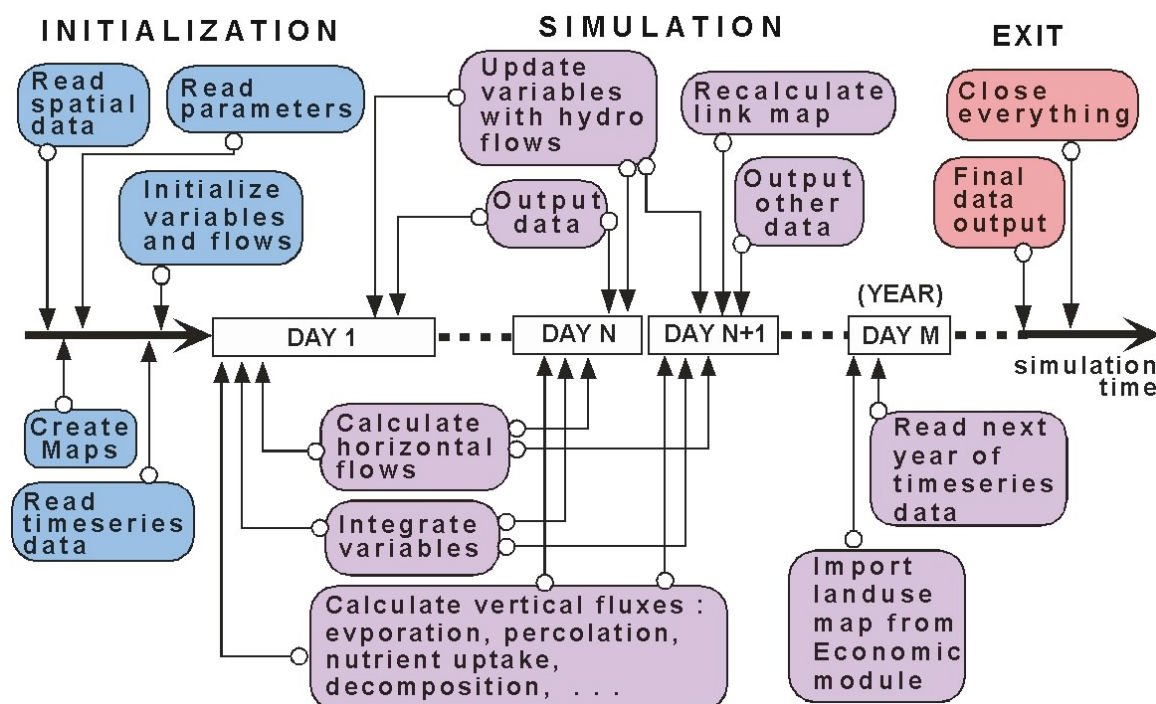 INITIALIZATION
SIMULATION
EXIT
Read
spatial
data
Read
parameters
Initialize
variables
and flows
Update
variables
with hydro
flows
Output
data
Recalculate
link map
Output
other
data
Close
everything
Final
data
output
(YEAR)
DAY 1
DAY N
DAY N+1
DAY M
simulation
time
Create
Maps
Read
timeseries
data
Calculate
horizontal
flows
Integrate
variables
Calculate vertical fluxes :
evporation, percolation,
nutrient uptake,
decomposition, . . .
Read next
year of
timeseries
data
Import
landuse
map from
Economic
module